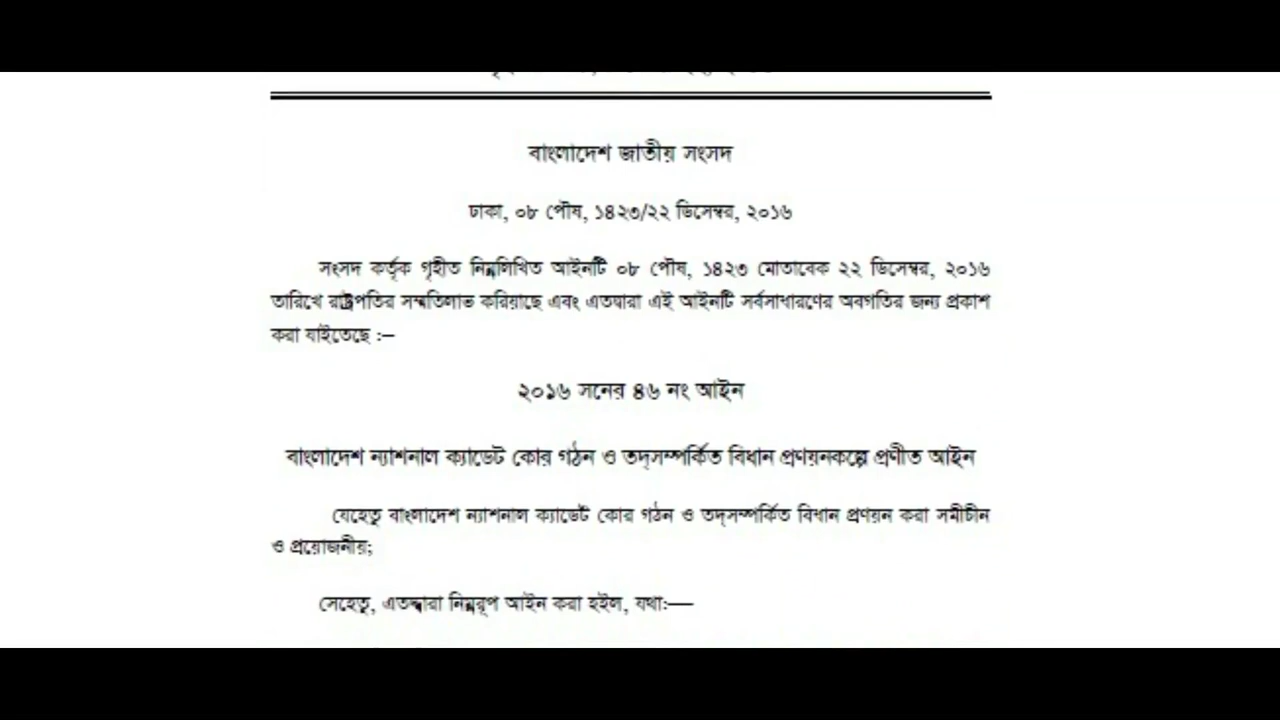 বাংলাদেশ জাতীয় সংসদ
ঢাকা, ০৮ পৌষ, ১৪২৩/২২ ডিসেম্বর, ২০১৬
সংসদ কর্তৃক গৃহীত নিম্নলিখিত আইনটি ০৮ পৌষ, ১৪২৩ মোতাবেক ২২ ডিসেম্বর, ২০১৬
তারিখে রাষ্ট্রপতির সম্মতিলাভ করিয়াছে এবং এতদ্বারা এই আইনটি সর্বসাধারণের অবগতির জন্য প্রকাশ
করা যাইতেছে :–
২০১৬ সনের ৪৬ নং আইন
বাংলাদেশ ন্যাশনাল ক্যাডেট কোর গঠন ও তদ্‌সম্পর্কিত বিধান প্রণয়নকল্পে প্রণীত আইন
যেহেতু বাংলাদেশ ন্যাশনাল ক্যাডেট কোর গঠন ও তদ্‌সম্পর্কিত বিধান প্রণয়ন করা সমীচীন
ও প্রয়োজনীয়;
সেহেতু, এতদ্দ্বারা নিম্নরূপ আইন করা হইল, যথা:—